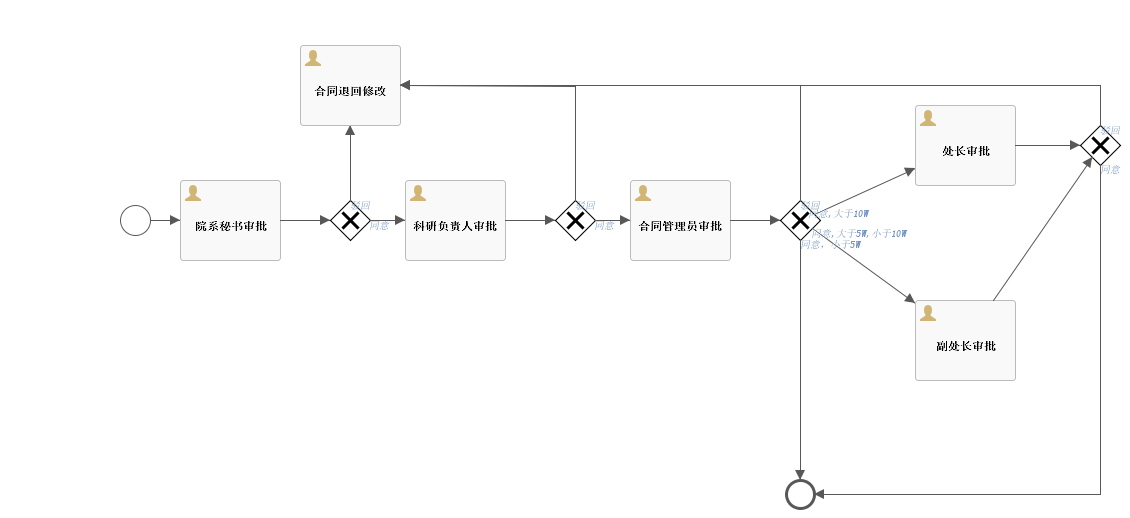 合同退回修改
处长审批
驳回
同意
院系秘书审批
驳回
同意
科研负责人审批
驳回
同意
合同管理员审批
驳回
同意,大于10W
同意,大于5W,小于10W
同意. 小于5W
副处长审批